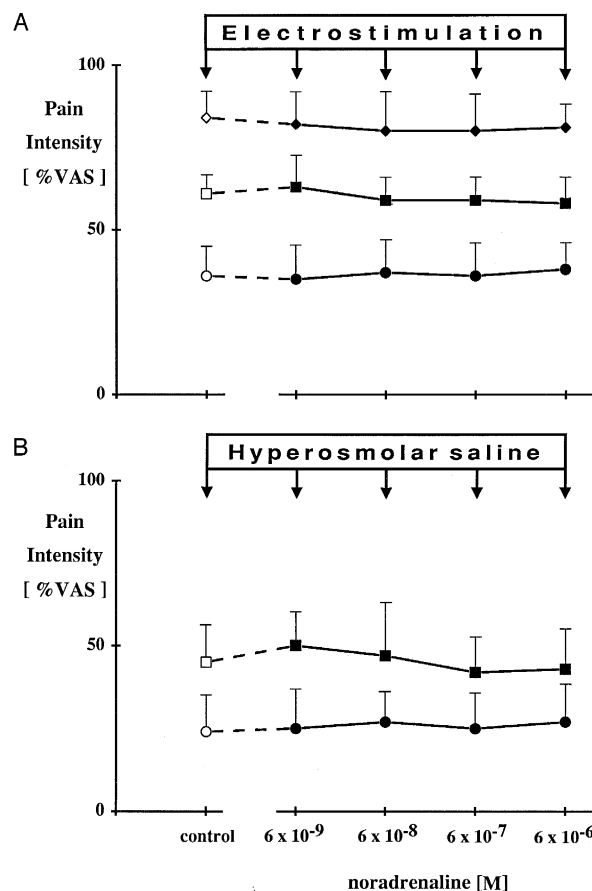 A
Electrostimulation
100
Pain
Intensity
[ %VAS ]
50
0
B
Hyperosmolar saline
100
Pain
Intensity
[ %VAS ]
50
0
control 6 x 10-9 6 x 10-8 6 x 10-7 6 x 10-6
noradrenaline [M]